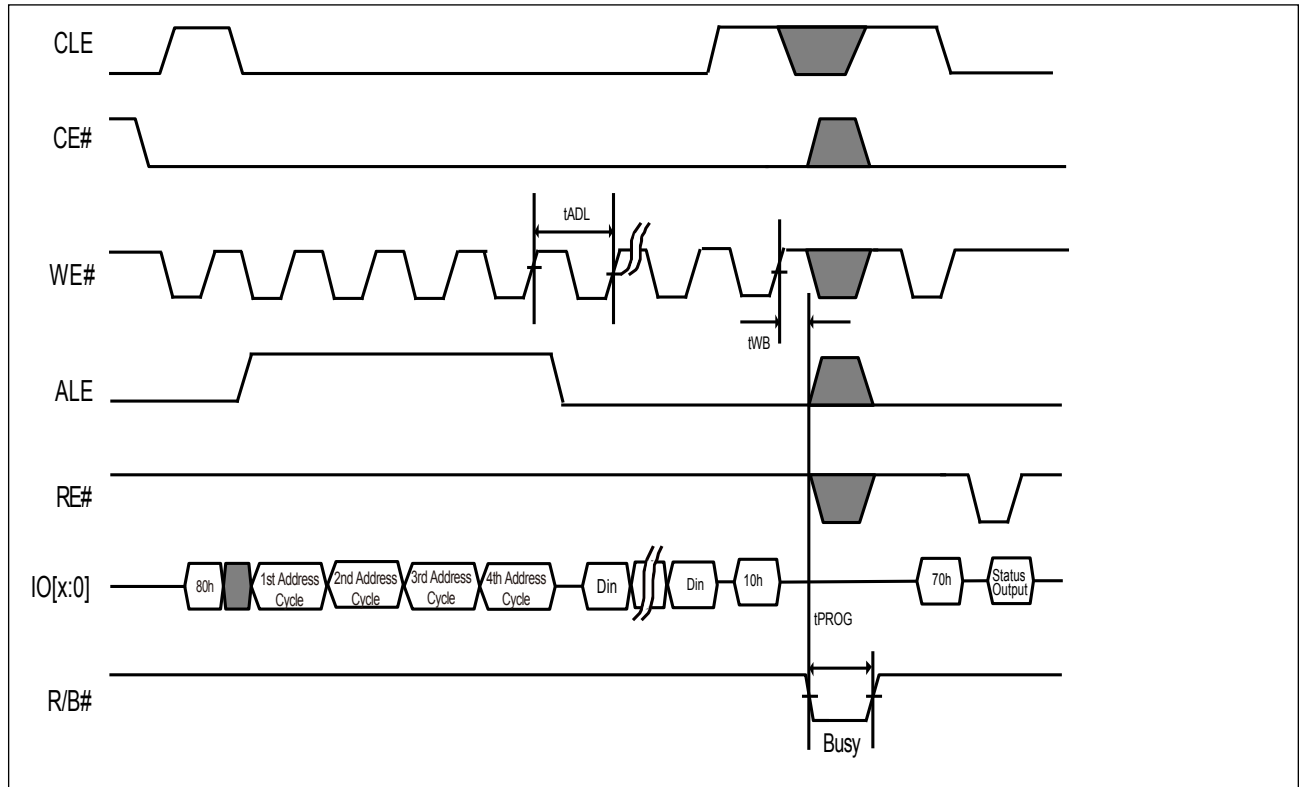 CLE
CE#
tADL
WE#
tWB
ALE
RE#
IO[x:0]
80h
1st Address
Cycle
2nd Address
Cycle
3rd Address
Cycle
4th Address
Cycle
Din
Din
10h
70h
Status
Output
tPROG
R/B#
Busy